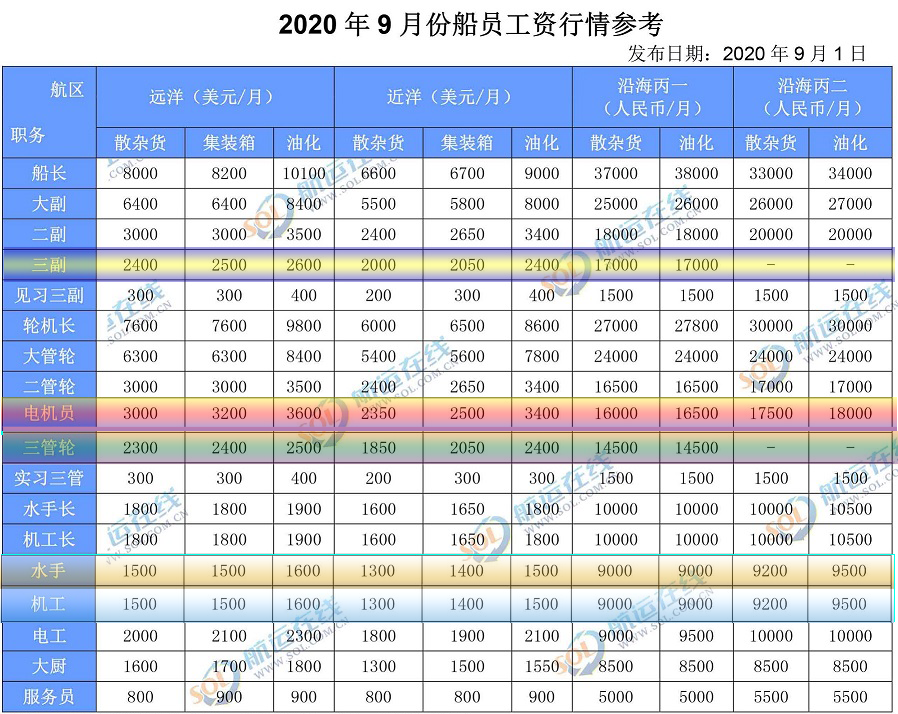 2020 年 9 月份船员工资行情参考
发布日期：2020 年 9 月 1 日
航区 远洋（美元/月） 近洋（美元/月） 沿海丙一（人民币/月） 沿海丙二（人民币/月）
职务 散杂货 集装箱 油化 散杂货 集装箱 油化 散杂货 油化 散杂货 油化
船长 8000 8200 10100 6600 6700 9000 37000 38000 33000 34000
大副 6400 6400 8400 5500 5800 8000 25000 26000 26000 27000
二副 3000 3000 3500 2400 2650 3400 18000 18000 20000 20000
三副 2400 2500 2600 2000 2050 2400 17000 17000 － －
见习三副 300 300 400 200 300 400 1500 1500 1500 1500
轮机长 7600 7600 9800 6000 6500 8600 27000 27800 30000 30000
大管轮 6300 6300 8400 5400 5600 7800 24000 24000 24000 24000
二管轮 3000 3000 3500 2400 2650 3400 16500 16500 17000 17000
电机员 3000 3200 3600 2350 2500 3400 16000 16500 17500 18000
三管轮 2300 2400 2500 1850 2050 2400 14500 14500 － －
实习三管 300 300 400 200 300 300 1500 1500 1500 1500
水手长 1800 1800 1900 1600 1650 1800 10000 10000 10000 10500
机工长 1800 1800 1900 1600 1650 1800 10000 10000 10000 10500
水手 1500 1500 1600 1300 1400 1500 9000 9000 9200 9500
机工 1500 1500 1600 1300 1400 1500 9000 9000 9200 9500
电工 2000 2100 2300 1800 1900 2100 9000 9500 10000 10000
大厨 1600 1700 1800 1300 1500 1550 8500 8500 8500 8500
服务员 800 900 900 800 800 900 5000 5000 5500 5500
SOL 航运在线
WWW.SOL.COM.CN